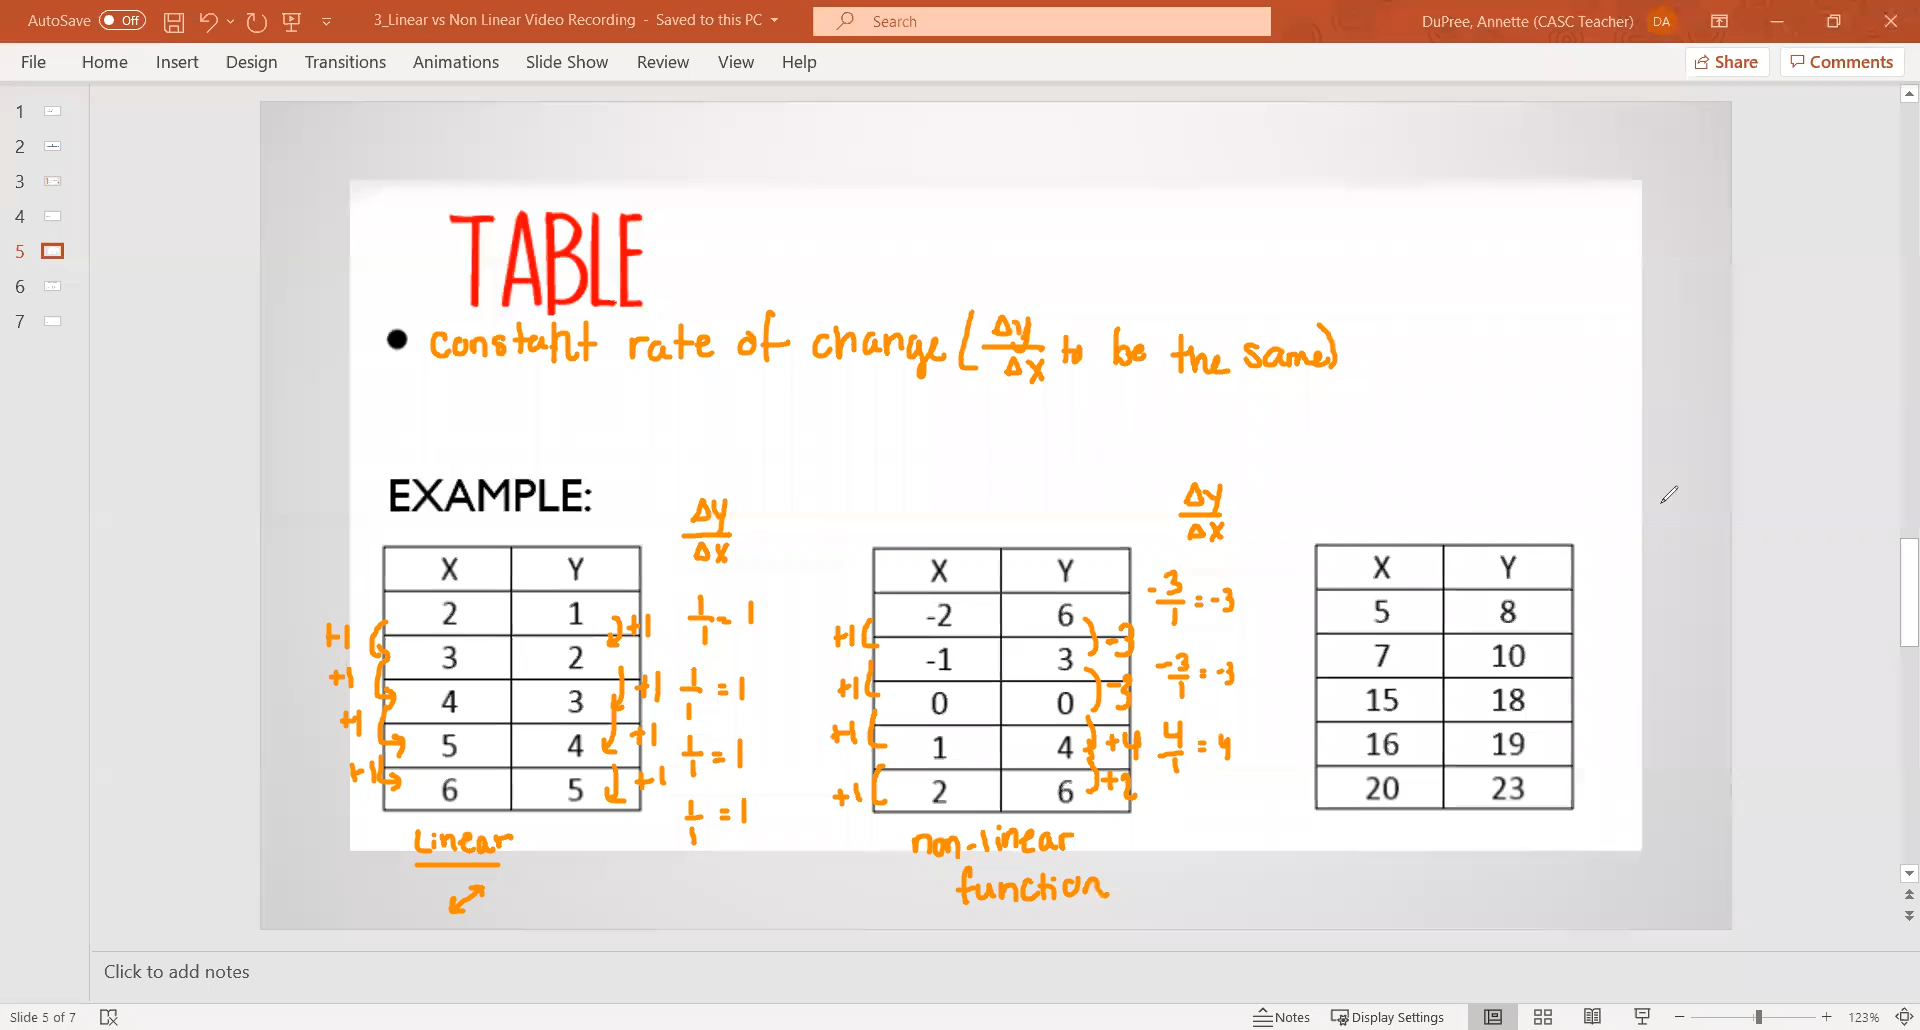 AutoSave Off 3_Linear vs Non Linear Video Recording - Saved to this PC Search DuPree, Annette (CASC Teacher) DA
File Home Insert Design Transitions Animations Slide Show Review View Help Share Comments
1
2
3
4
5
6
7
TABLE
• constant rate of change (Δy/Δx to be the same)
EXAMPLE:
Δy/Δx
X Y
2 1
3 2
4 3
5 4
6 5
+1
+1
+1
+1
+1
+1
+1
+1
1/1 = 1
1/1 = 1
1/1 = 1
1/1 = 1
Linear
Δy/Δx
X Y
-2 6
-1 3
0 0
1 4
2 6
+1
+1
+1
+1
-3
-3
+4
+2
-3/1 = -3
-3/1 = -3
4/1 = 4
non-linear
function
X Y
5 8
7 10
15 18
16 19
20 23
Click to add notes
Slide 5 of 7 Notes Display Settings 123%